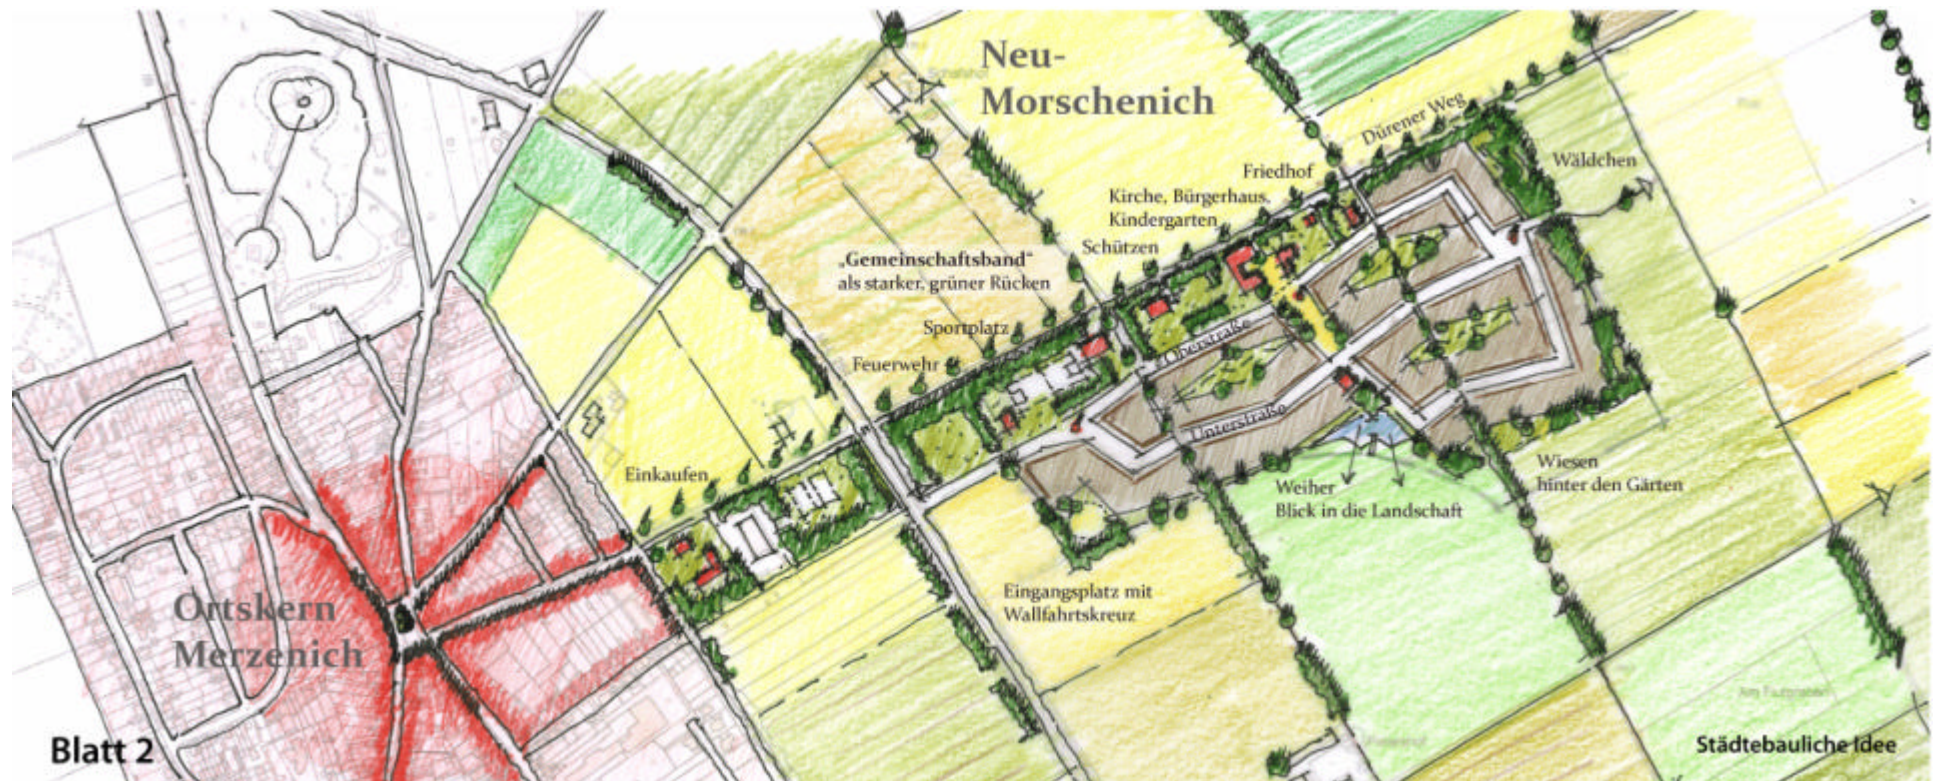 Neu-
Morschenich
Dürener Weg
Wäldchen
Friedhof
Kirche, Bürgerhaus,
Kindergarten
Schützen
„Gemeinschaftsband“
als starker, grüner Rücken
Sportplatz
Feuerwehr
Oberstraße
Unterstraße
Einkaufen
Wiesen
hinter den Gärten
Weiher
Blick in die Landschaft
Eingangsplatz mit
Wallfahrtskreuz
Ortskern
Merzenich
Blatt 2
Städtebauliche Idee